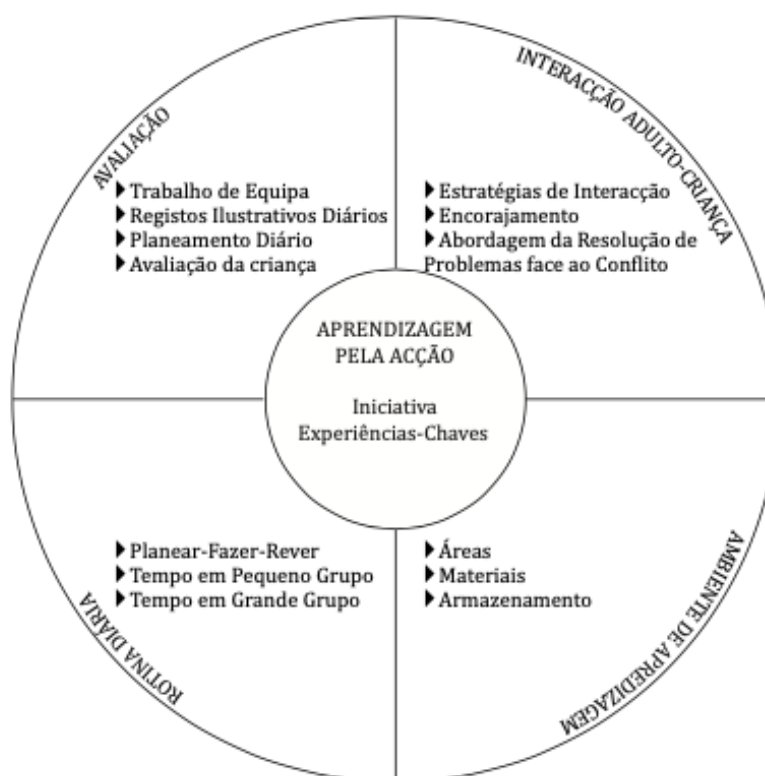 AVALIAÇÃO
▶ Trabalho de Equipa
▶ Registos Ilustrativos Diários
▶ Planeamento Diário
▶ Avaliação da criança
INTERACÇÃO ADULTO-CRIANÇA
▶ Estratégias de Interacção
▶ Encorajamento
▶ Abordagem da Resolução de
Problemas face ao Conflito
APRENDIZAGEM
PELA ACÇÃO
Iniciativa
Experiências-Chaves
ROTINA DIÁRIA
▶ Planear-Fazer-Rever
▶ Tempo em Pequeno Grupo
▶ Tempo em Grande Grupo
AMBIENTE DE APREDIZAGEM
▶ Áreas
▶ Materiais
▶ Armazenamento